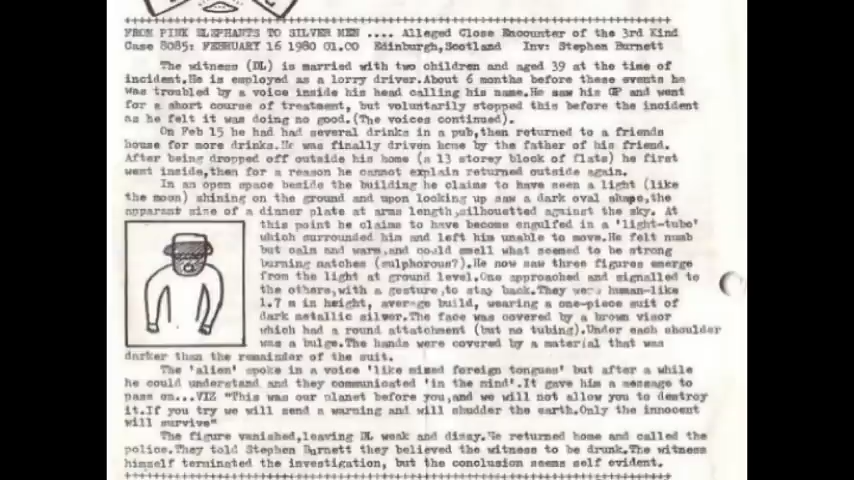 FROM PINK ELEPHANTS TO SILVER MEN .... Alleged Close Encounter of the 3rd Kind
Case 8085: FEBRUARY 16 1980 01.00 Edinburgh,Scotland Inv: Stephen Burnett
The witness (DL) is married with two children and aged 39 at the time of
incident.He is employed as a lorry driver.About 6 months before these events he
was troubled by a voice inside his head calling his name.He saw his GP and went
for a short course of treatment, but voluntarily stopped this before the incident
as he felt it was doing no good.(The voices continued).
On Feb 15 he had had several drinks in a pub,then returned to a friends
house for more drinks.He was finally driven home by the father of his friend.
After being dropped off outside his home (a 13 storey block of flats) he first
went inside,then for a reason he cannot explain returned outside again.
In an open space beside the building he claims to have seen a light (like
the moon) shining on the ground and upon looking up saw a dark oval shape,the
apparent size of a dinner plate at arms length,silhouetted against the sky. At
this point he claims to have become engulfed in a 'light-tube'
which surrounded him and left him unable to move.He felt numb
but calm and warm,and could smell what seemed to be strong
burning matches (sulphorous?).He now saw three figures emerge
from the light at ground level.One approached and signalled to
the others,with a gesture,to stay back.They were human-like
1.7 m in height, average build, wearing a one-piece suit of
dark metallic silver.The face was covered by a brown visor
which had a round attatchment (but no tubing).Under each shoulder
was a bulge.The hands were covered by a material that was
darker than the remainder of the suit.
The 'alien' spoke in a voice 'like mixed foreign tongues' but after a while
he could understand and they communicated 'in the mind'.It gave him a message to
pass on...VIZ "This was our planet before you,and we will not allow you to destroy
it.If you try we will send a warning and will shudder the earth.Only the innocent
will survive"
The figure vanished,leaving DL weak and dizzy.He returned home and called the
police.They told Stephen Burnett they believed the witness to be drunk.The witness
himself terminated the investigation, but the conclusion seems self evident.